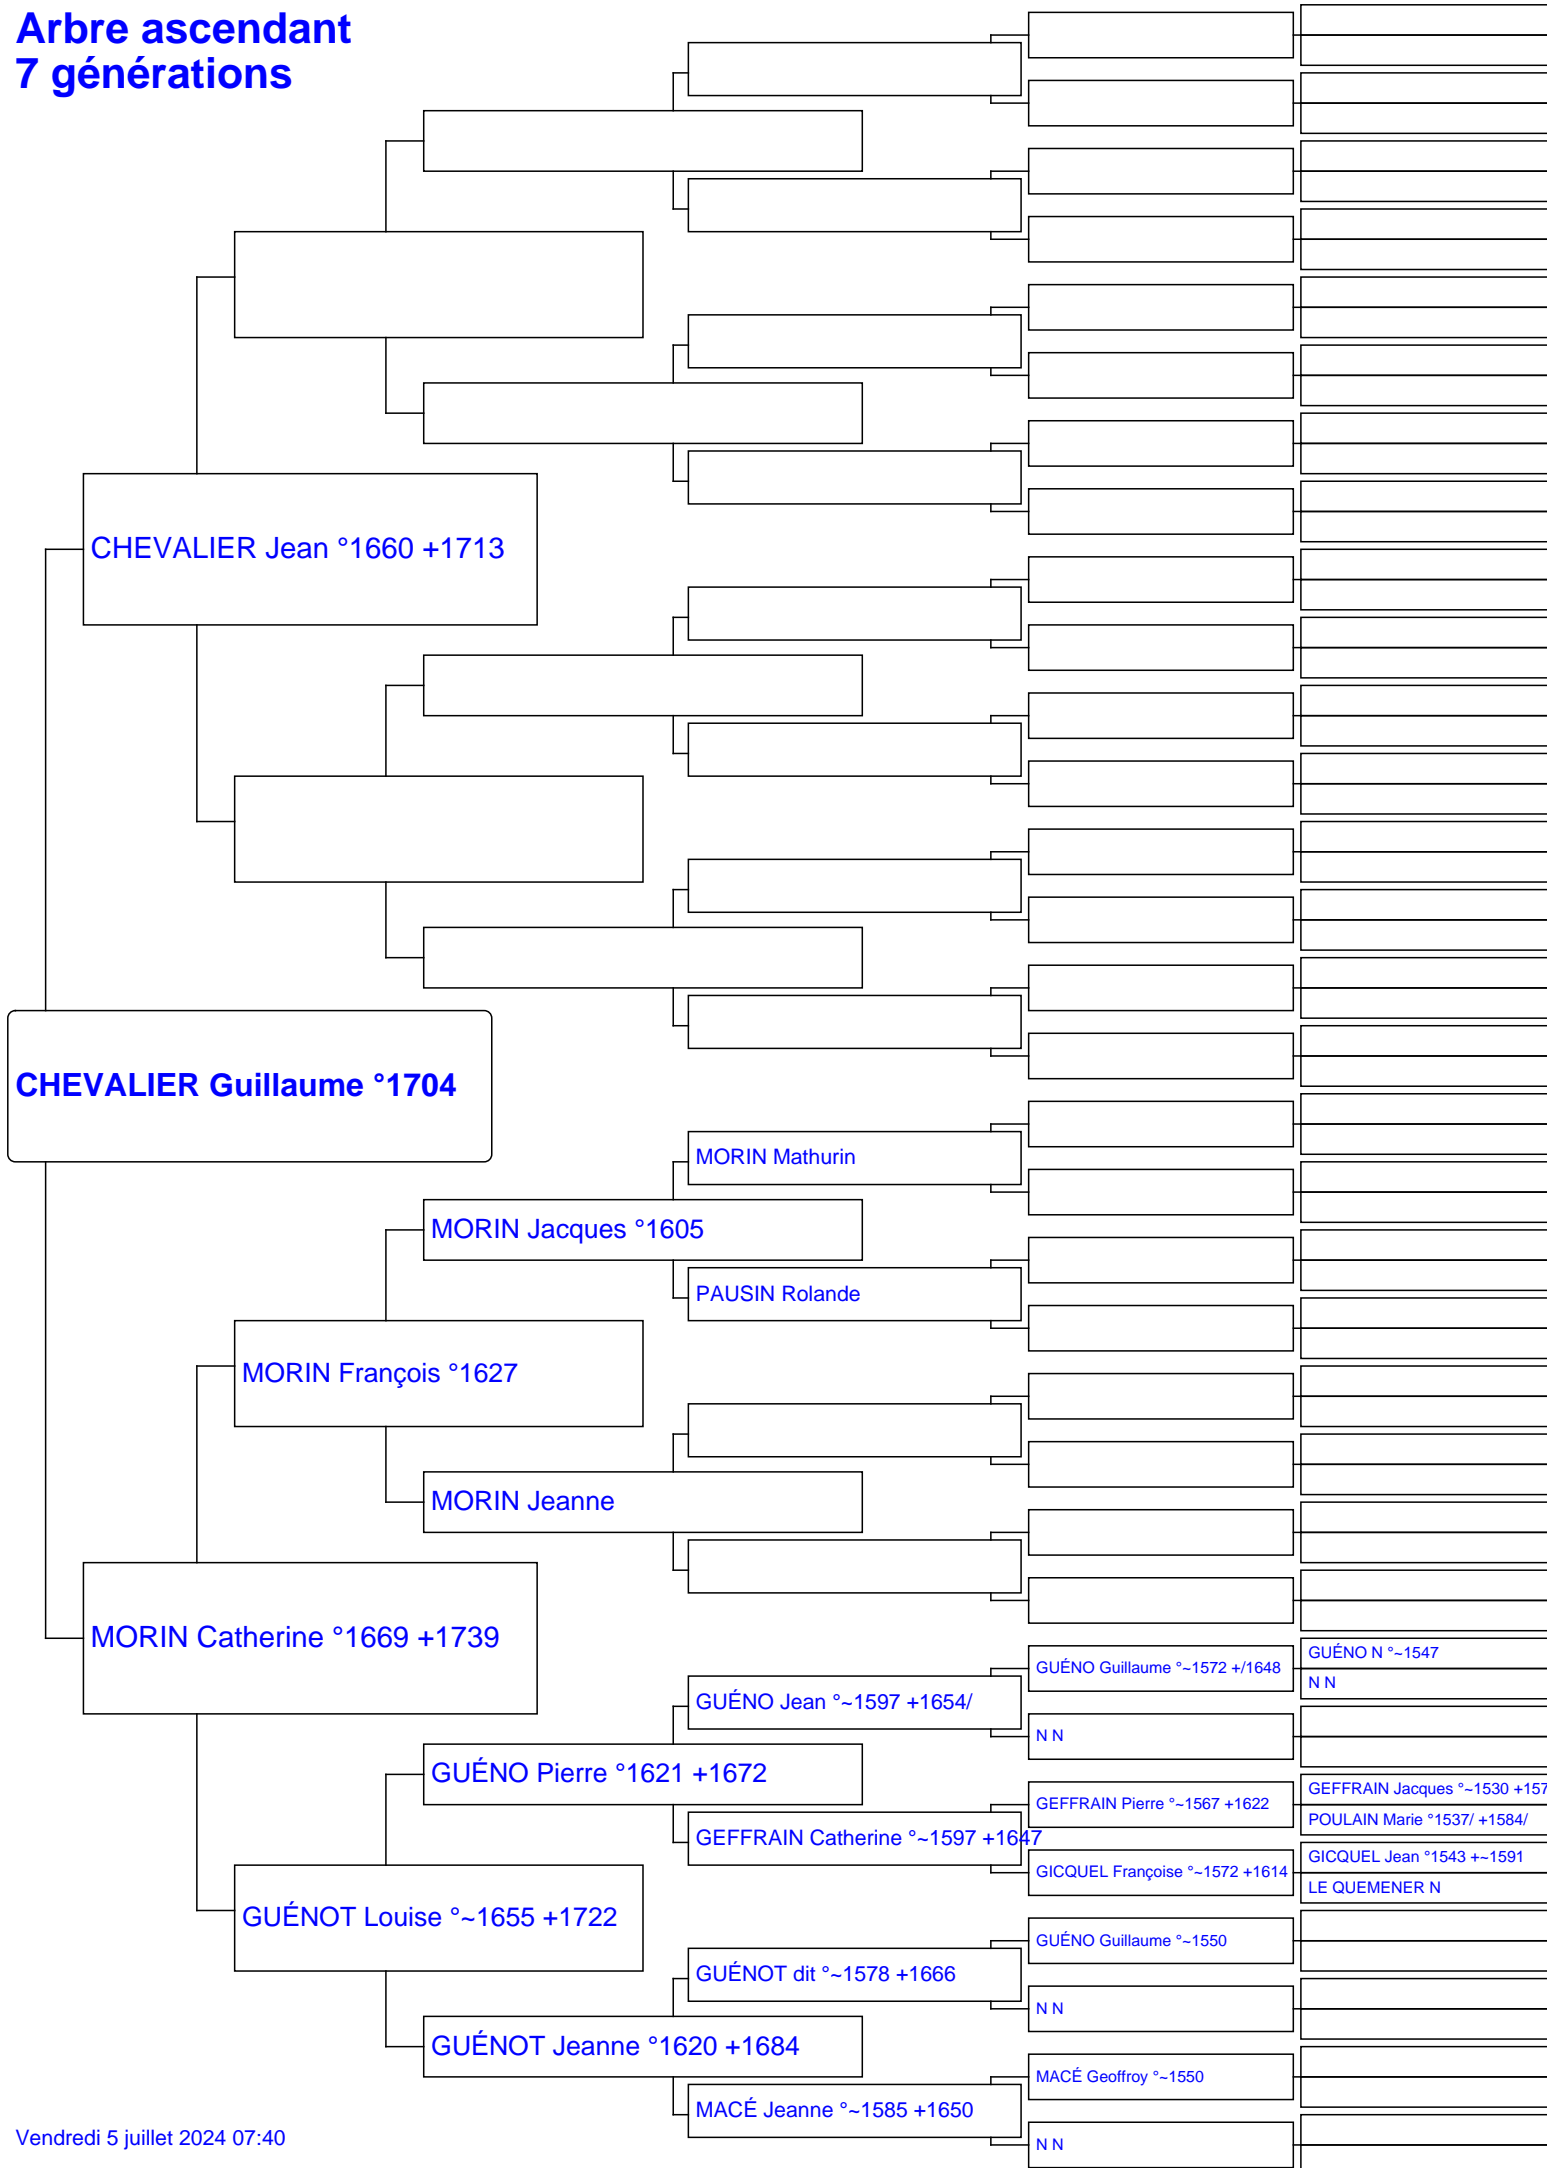 Arbre ascendant
7 générations
CHEVALIER Jean °1660 +1713
CHEVALIER Guillaume °1704
MORIN Mathurin
MORIN Jacques °1605
PAUSIN Rolande
MORIN François °1627
MORIN Jeanne
MORIN Catherine °1669 +1739
GUÉNO N °~1547
GUÉNO Guillaume °~1572 +/1648
N N
GUÉNO Jean °~1597 +1654/
N N
GUÉNO Pierre °1621 +1672
GEFFRAIN Jacques °~1530 +157
GEFFRAIN Pierre °~1567 +1622
POULAIN Marie °1537/ +1584/
GEFFRAIN Catherine °~1597 +1647
GICQUEL Jean °1543 +~1591
GICQUEL Françoise °~1572 +1614
LE QUEMENER N
GUÉNOT Louise °~1655 +1722
GUÉNO Guillaume °~1550
GUÉNOT dit °~1578 +1666
N N
GUÉNOT Jeanne °1620 +1684
MACÉ Geoffroy °~1550
MACÉ Jeanne °~1585 +1650
N N
Vendredi 5 juillet 2024 07:40